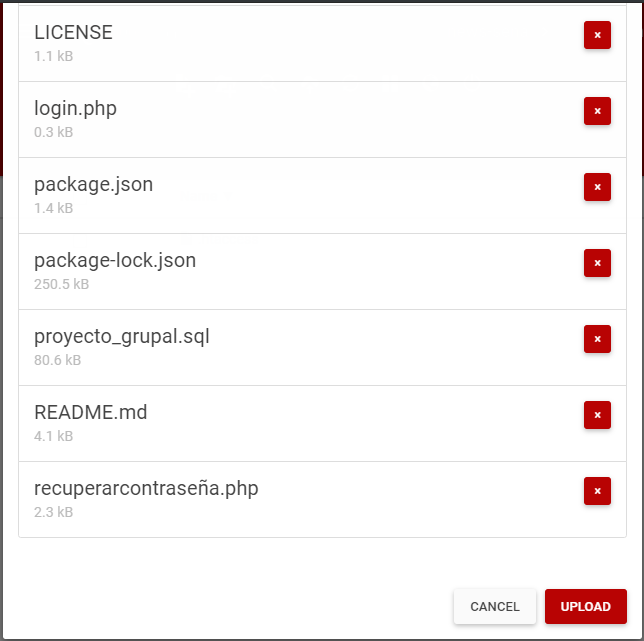 LICENSE
1.1 kB
login.php
0.3 kB
package.json
1.4 kB
package-lock.json
250.5 kB
proyecto_grupal.sql
80.6 kB
README.md
4.1 kB
recuperarcontraseña.php
2.3 kB
CANCEL UPLOAD